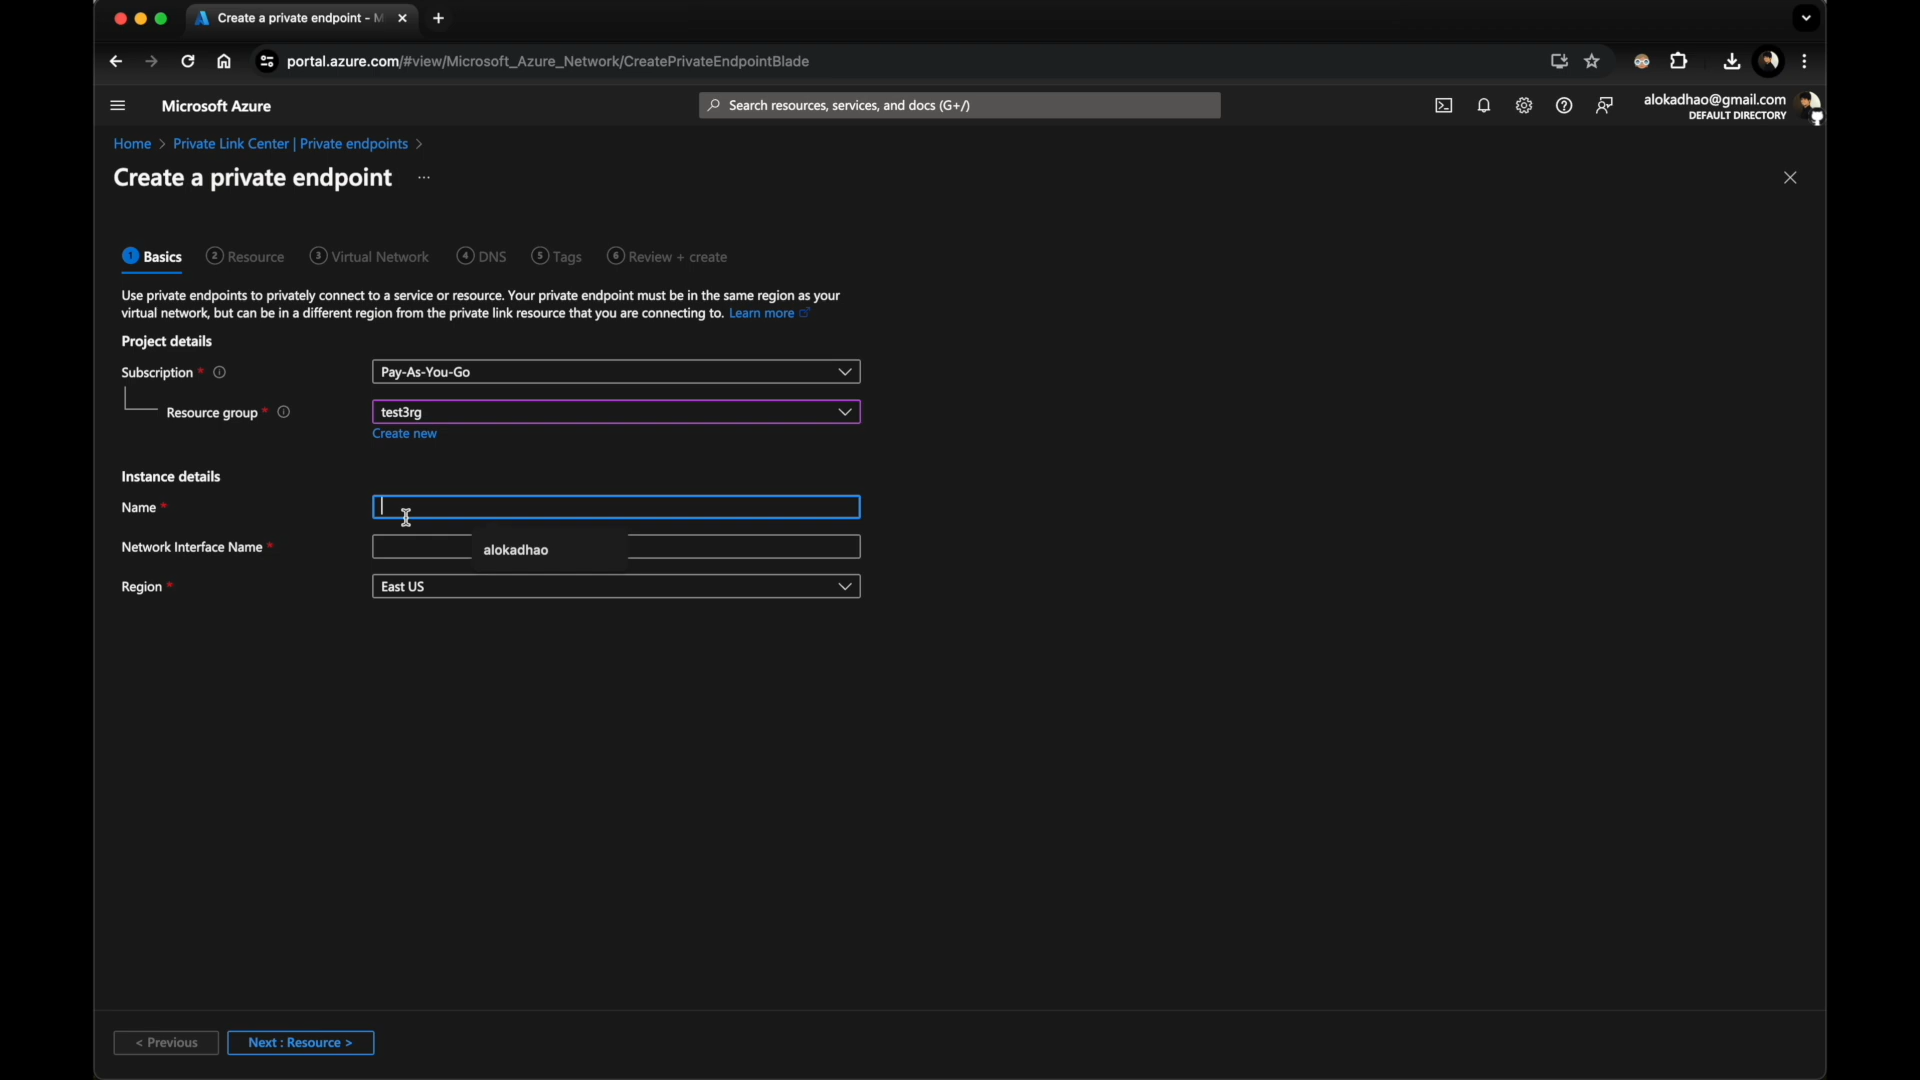 Create a private endpoint - M
portal.azure.com/#view/Microsoft_Azure_Network/CreatePrivateEndpointBlade
Microsoft Azure
Search resources, services, and docs (G+/)
alokadhao@gmail.com
DEFAULT DIRECTORY
Home > Private Link Center | Private endpoints >
Create a private endpoint ...
1 Basics 2 Resource 3 Virtual Network 4 DNS 5 Tags 6 Review + create
Use private endpoints to privately connect to a service or resource. Your private endpoint must be in the same region as your
virtual network, but can be in a different region from the private link resource that you are connecting to. Learn more
Project details
Subscription * Pay-As-You-Go
Resource group * test3rg
Create new
Instance details
Name *
Network Interface Name * alokadhao
Region * East US
< Previous Next : Resource >